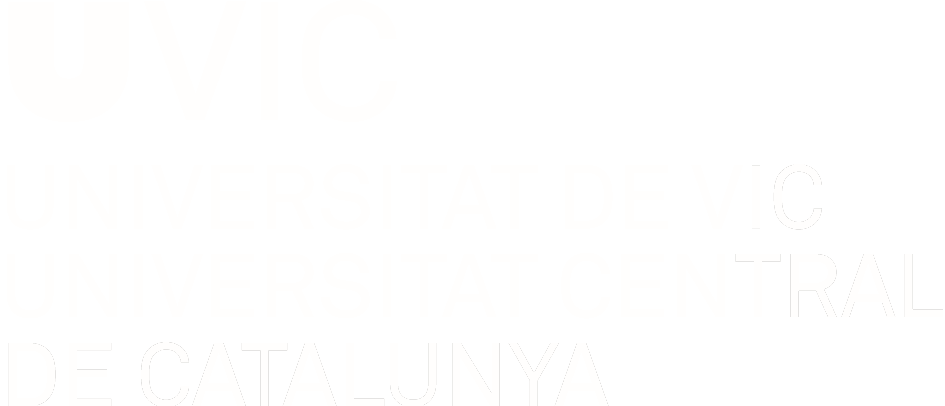 UVIC
UNIVERSITAT DE VIC
UNIVERSITAT CENTRAL
DE CATALUNYA